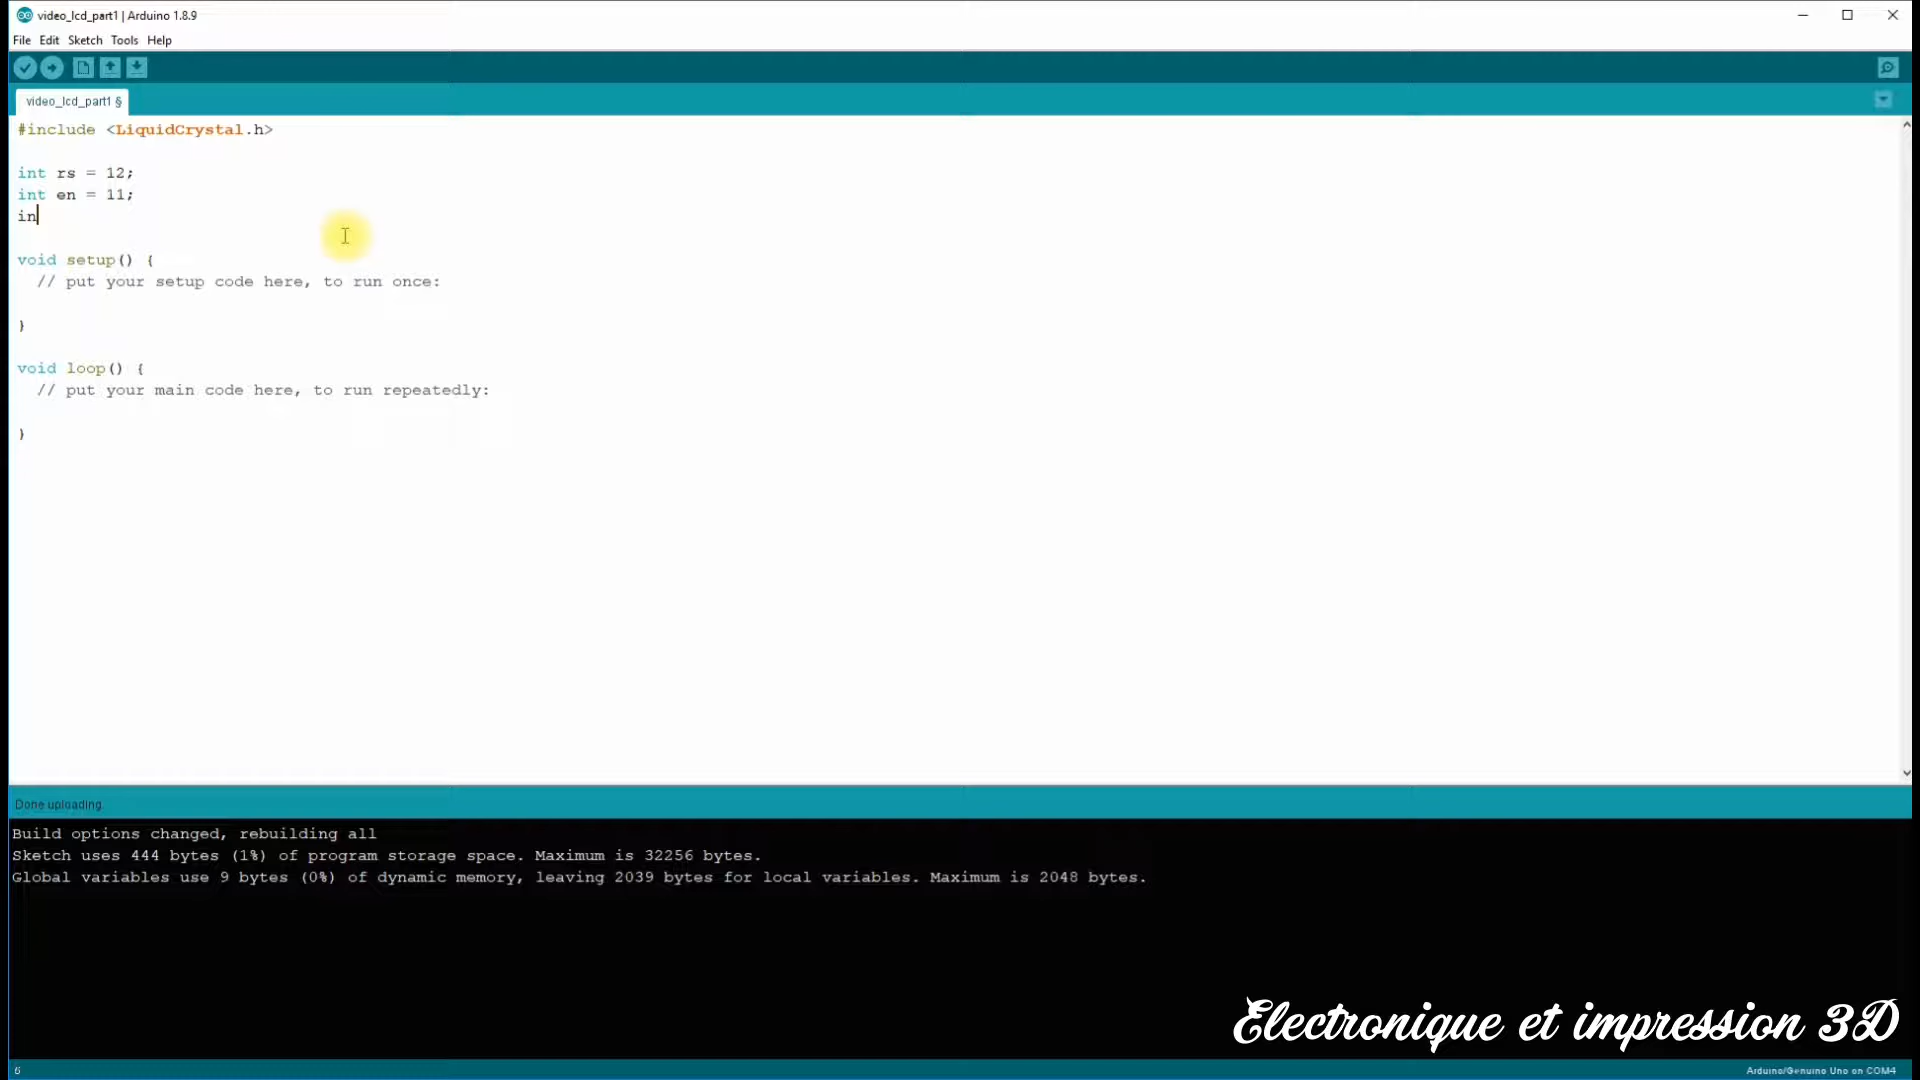 video_lcd_part1 | Arduino 1.8.9
File Edit Sketch Tools Help
video_lcd_part1 §
#include <LiquidCrystal.h>
int rs = 12;
int en = 11;
in
void setup() {
// put your setup code here, to run once:
}
void loop() {
// put your main code here, to run repeatedly:
}
Done uploading.
Build options changed, rebuilding all
Sketch uses 444 bytes (1%) of program storage space. Maximum is 32256 bytes.
Global variables use 9 bytes (0%) of dynamic memory, leaving 2039 bytes for local variables. Maximum is 2048 bytes.
Electronique et impression 3D
6
Arduino/Genuino Uno on COM4